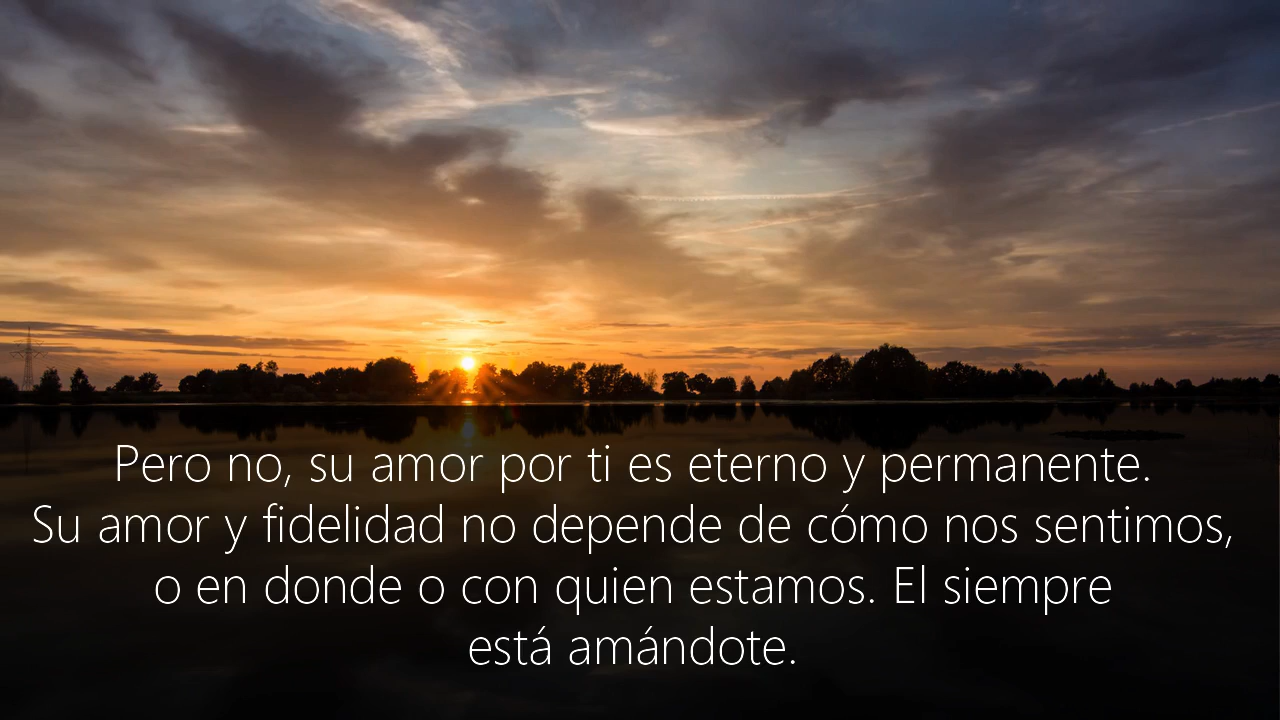 Pero no, su amor por ti es eterno y permanente.
Su amor y fidelidad no depende de cómo nos sentimos,
o en donde o con quien estamos. El siempre
está amándote.